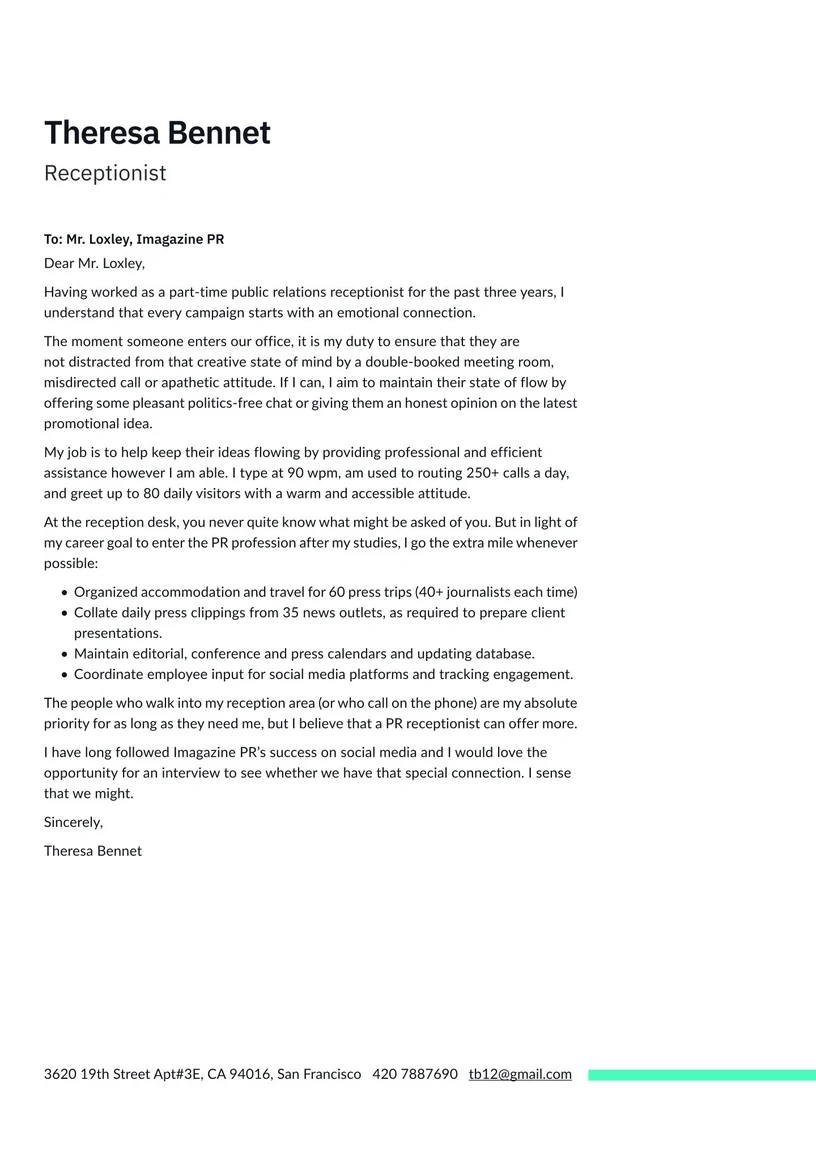 Theresa Bennet
Receptionist
To: Mr. Loxley, Imagazine PR
Dear Mr. Loxley,
Having worked as a part-time public relations receptionist for the past three years, I
understand that every campaign starts with an emotional connection.
The moment someone enters our office, it is my duty to ensure that they are
not distracted from that creative state of mind by a double-booked meeting room,
misdirected call or apathetic attitude. If I can, I aim to maintain their state of flow by
offering some pleasant politics-free chat or giving them an honest opinion on the latest
promotional idea.
My job is to help keep their ideas flowing by providing professional and efficient
assistance however I am able. I type at 90 wpm, am used to routing 250+ calls a day,
and greet up to 80 daily visitors with a warm and accessible attitude.
At the reception desk, you never quite know what might be asked of you. But in light of
my career goal to enter the PR profession after my studies, I go the extra mile whenever
possible:
• Organized accommodation and travel for 60 press trips (40+ journalists each time)
• Collate daily press clippings from 35 news outlets, as required to prepare client
presentations.
• Maintain editorial, conference and press calendars and updating database.
• Coordinate employee input for social media platforms and tracking engagement.
The people who walk into my reception area (or who call on the phone) are my absolute
priority for as long as they need me, but I believe that a PR receptionist can offer more.
I have long followed Imagazine PR’s success on social media and I would love the
opportunity for an interview to see whether we have that special connection. I sense
that we might.
Sincerely,
Theresa Bennet
3620 19th Street Apt#3E, CA 94016, San Francisco 420 7887690 tb12@gmail.com